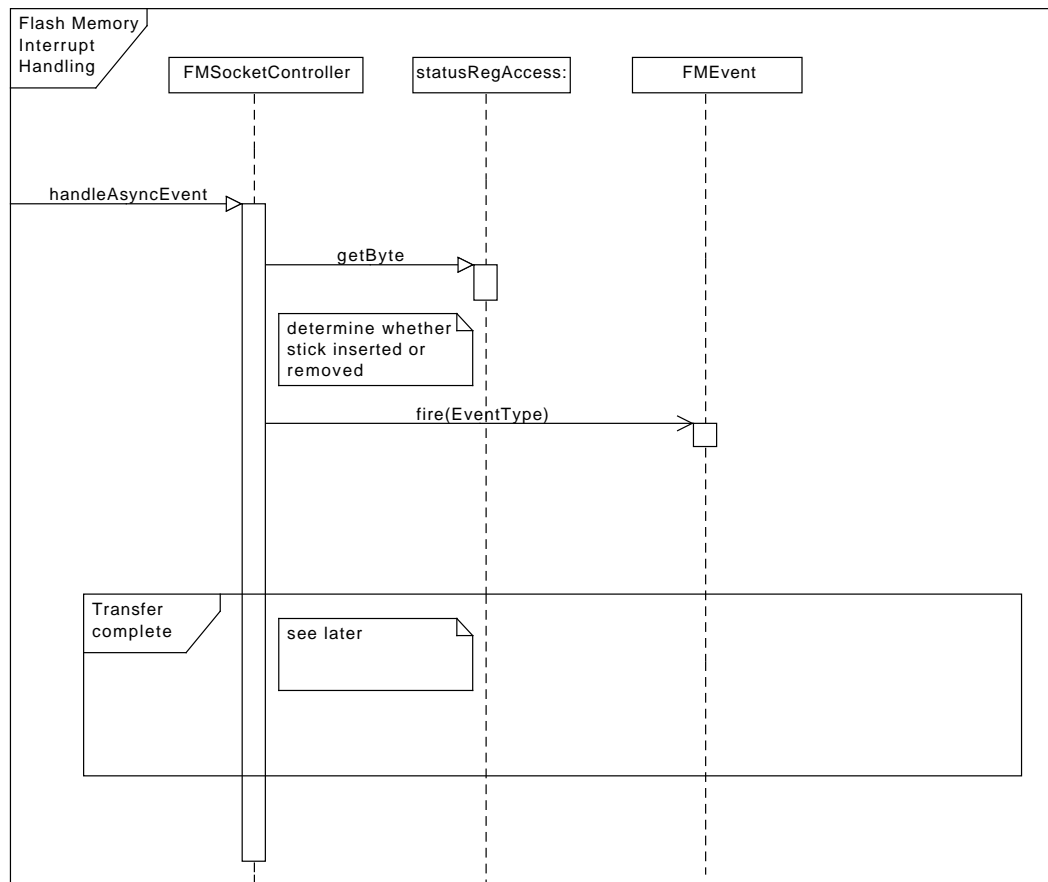 Flash Memory
Interrupt
Handling
FMSocketController
statusRegAccess:
FMEvent
handleAsyncEvent
getByte
determine whether
stick inserted or
removed
fire(EventType)
Transfer
complete
see later